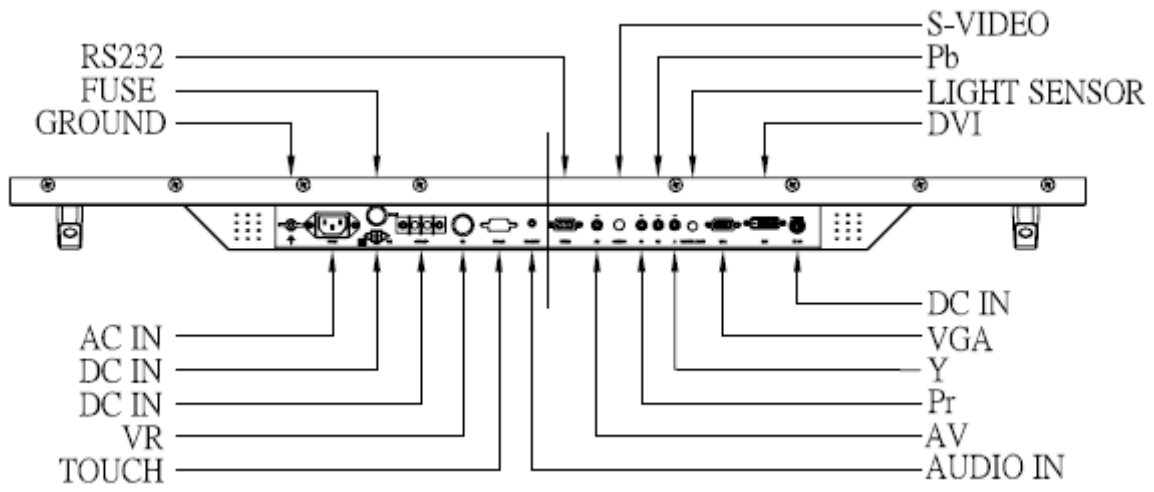 RS232
FUSE
GROUND
S-VIDEO
Pb
LIGHT SENSOR
DVI
AC IN
DC IN
DC IN
VR
TOUCH
DC IN
VGA
Y
Pr
AV
AUDIO IN